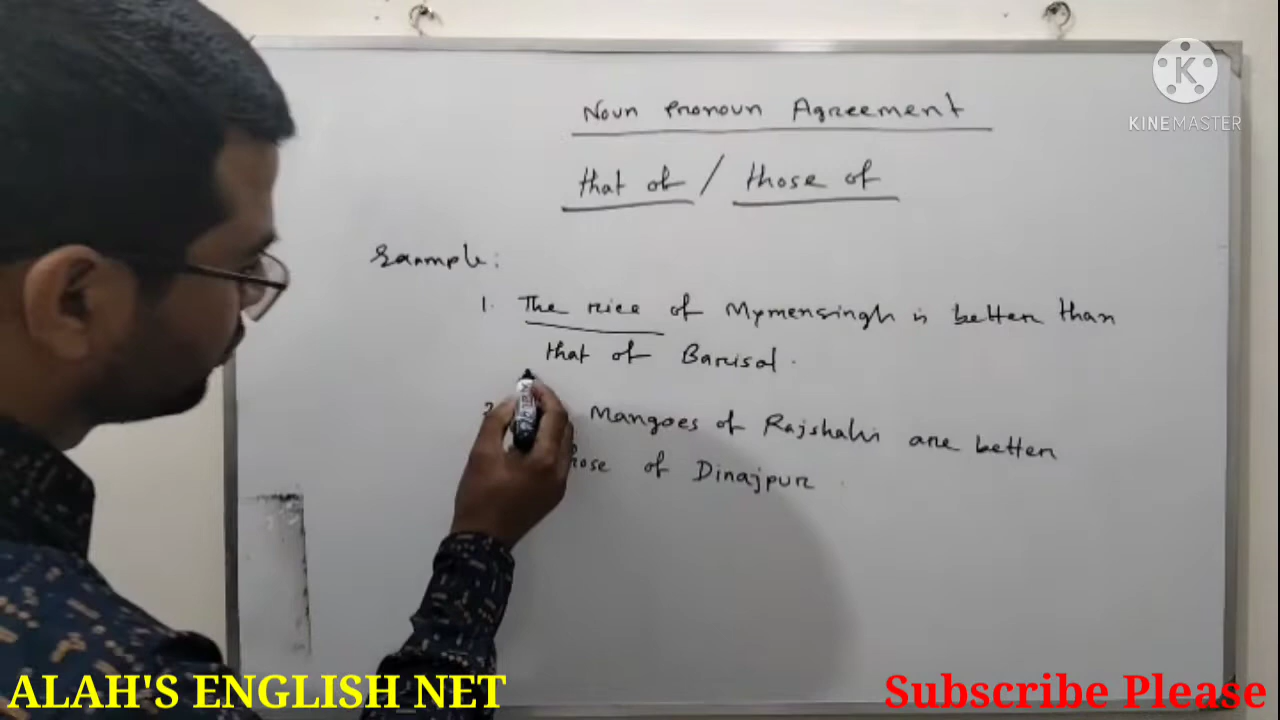 KINEMASTER
Noun Pronoun Agreement
that of / those of
Example:
1. The rice of Mymensingh is better than
that of Barisal.
2. Mangoes of Rajshahi are better
hose of Dinajpur.
ALAH'S ENGLISH NET
Subscribe Please